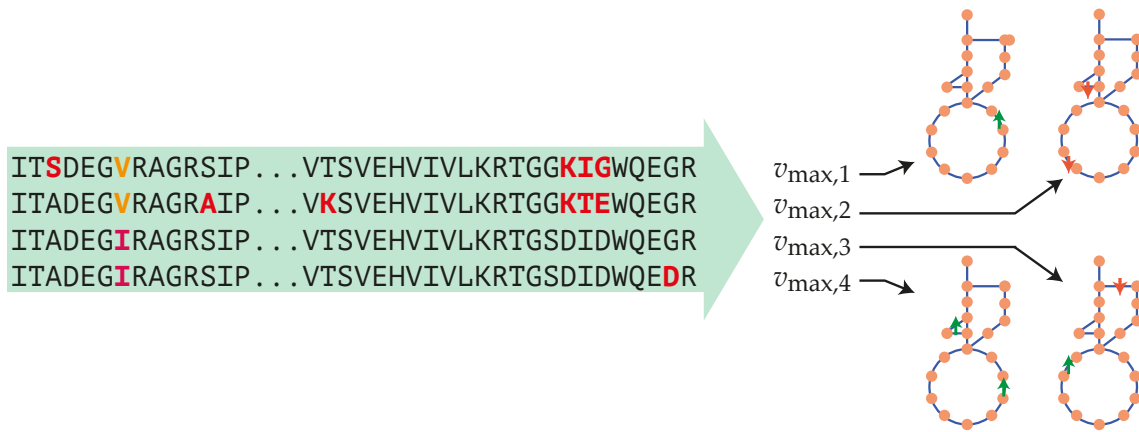 ITSDEGVRAGRSIP...VTSVEHVIVLKRTGGKIGWQEGR
ITADEGVRAGRAIP...VKSVEHVIVLKRTGGKTEWQEGR
ITADEGIRAGRSIP...VTSVEHVIVLKRTGSDIDWQEGR
ITADEGIRAGRSIP...VTSVEHVIVLKRTGSDIDWQEDR
vmax,1
vmax,2
vmax,3
vmax,4